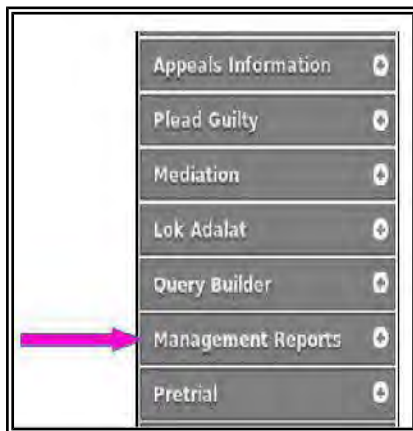 Appeals Information
Plead Guilty
Mediation
Lok Adalat
Query Builder
Management Reports
Pretrial